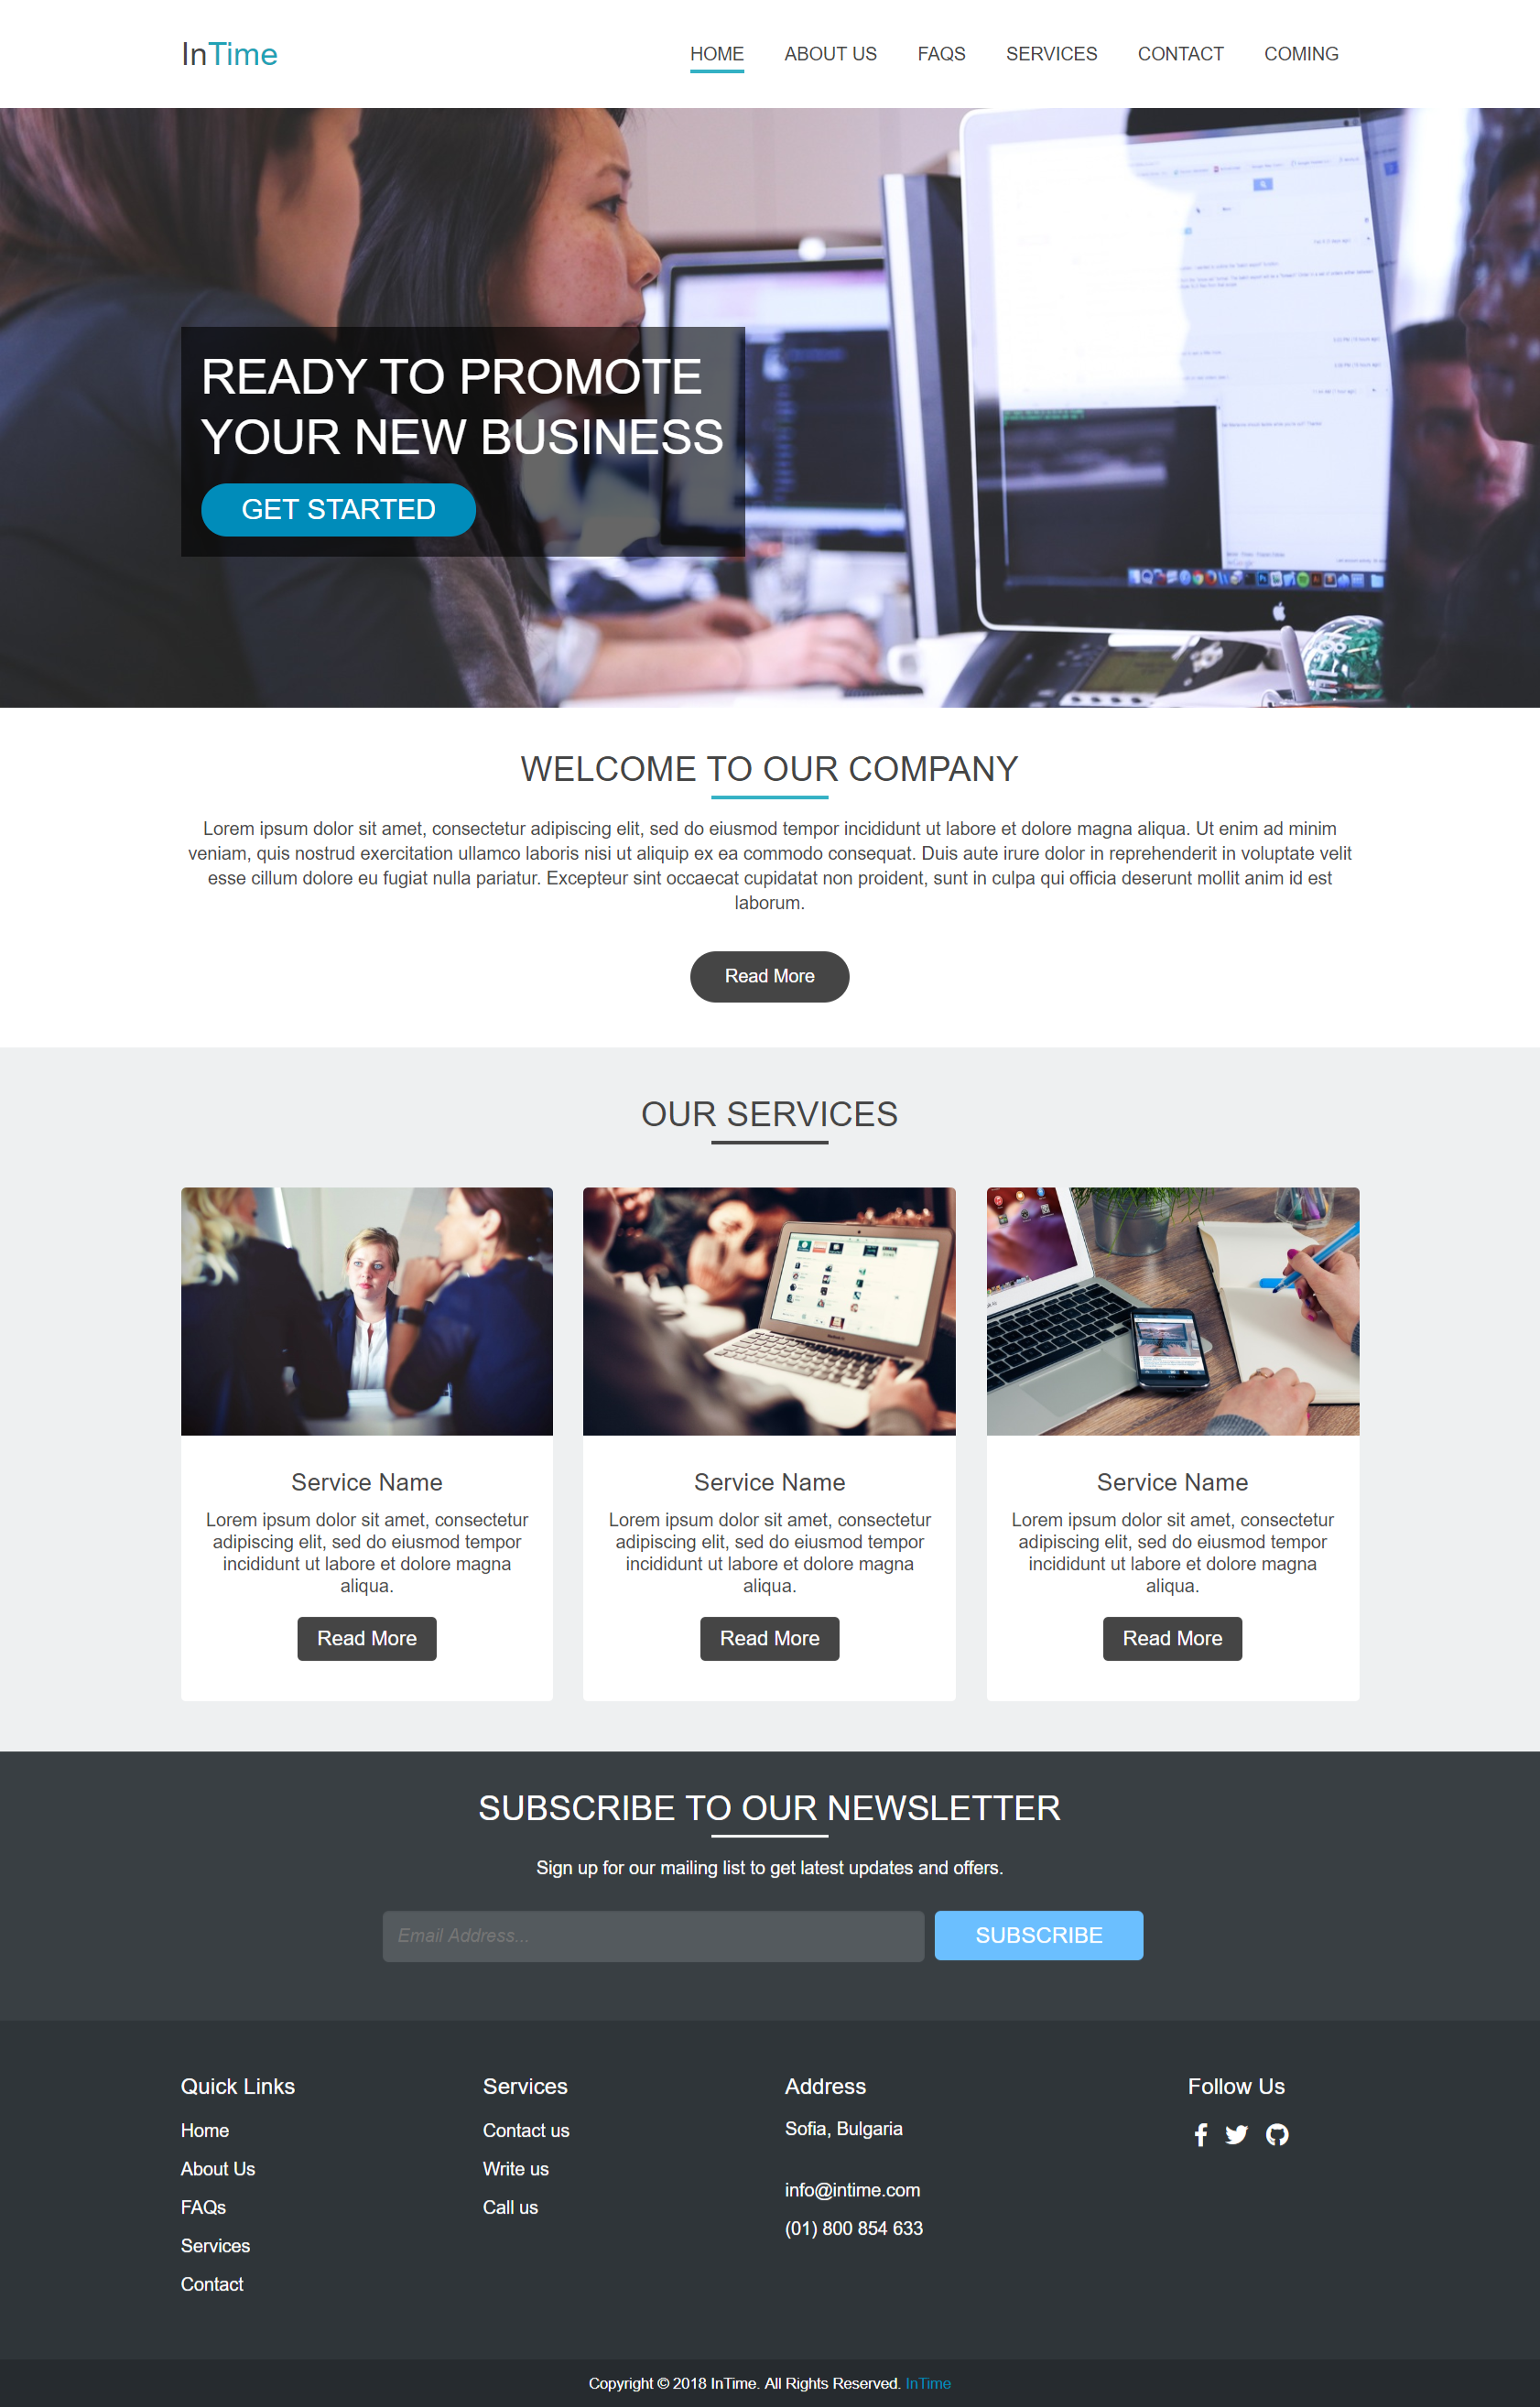 InTime
HOME ABOUT US FAQS SERVICES CONTACT COMING
READY TO PROMOTE
YOUR NEW BUSINESS
GET STARTED
WELCOME TO OUR COMPANY
Lorem ipsum dolor sit amet, consectetur adipiscing elit, sed do eiusmod tempor incididunt ut labore et dolore magna aliqua. Ut enim ad minim
veniam, quis nostrud exercitation ullamco laboris nisi ut aliquip ex ea commodo consequat. Duis aute irure dolor in reprehenderit in voluptate velit
esse cillum dolore eu fugiat nulla pariatur. Excepteur sint occaecat cupidatat non proident, sunt in culpa qui officia deserunt mollit anim id est
laborum.
Read More
OUR SERVICES
Service Name
Lorem ipsum dolor sit amet, consectetur
adipiscing elit, sed do eiusmod tempor
incididunt ut labore et dolore magna
aliqua.
Read More
Service Name
Lorem ipsum dolor sit amet, consectetur
adipiscing elit, sed do eiusmod tempor
incididunt ut labore et dolore magna
aliqua.
Read More
Service Name
Lorem ipsum dolor sit amet, consectetur
adipiscing elit, sed do eiusmod tempor
incididunt ut labore et dolore magna
aliqua.
Read More
SUBSCRIBE TO OUR NEWSLETTER
Sign up for our mailing list to get latest updates and offers.
Email Address...
SUBSCRIBE
Quick Links
Home
About Us
FAQs
Services
Contact
Services
Contact us
Write us
Call us
Address
Sofia, Bulgaria
info@intime.com
(01) 800 854 633
Follow Us
Copyright © 2018 InTime. All Rights Reserved. InTime